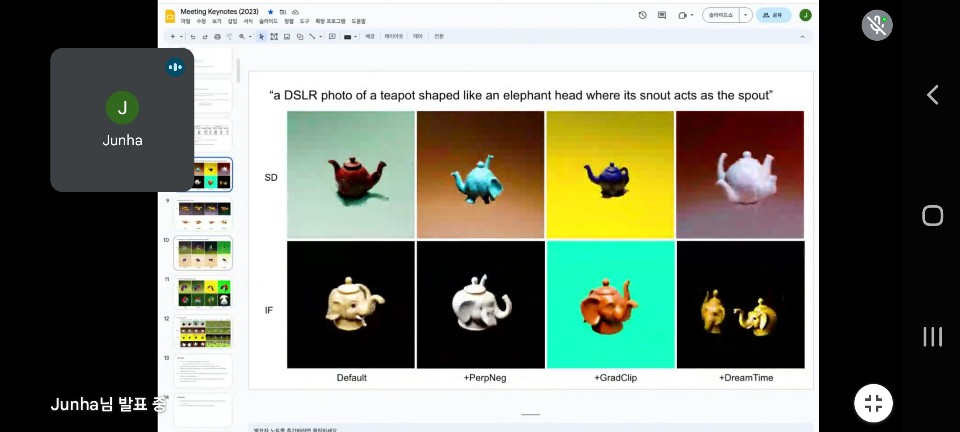 Meeting Keynotes (2023)
파일 수정 보기 삽입 서식 슬라이드 정렬 도구 확장 프로그램 도움말
슬라이드쇼
공유
J
배경 레이아웃 테마 전환
J
Junha
"a DSLR photo of a teapot shaped like an elephant head where its snout acts as the spout"
SD
IF
Default +PerpNeg +GradClip +DreamTime
9
10
11
12
13
14
Junha님 발표 중
발표자 노트를 추가하려면 클릭하세요